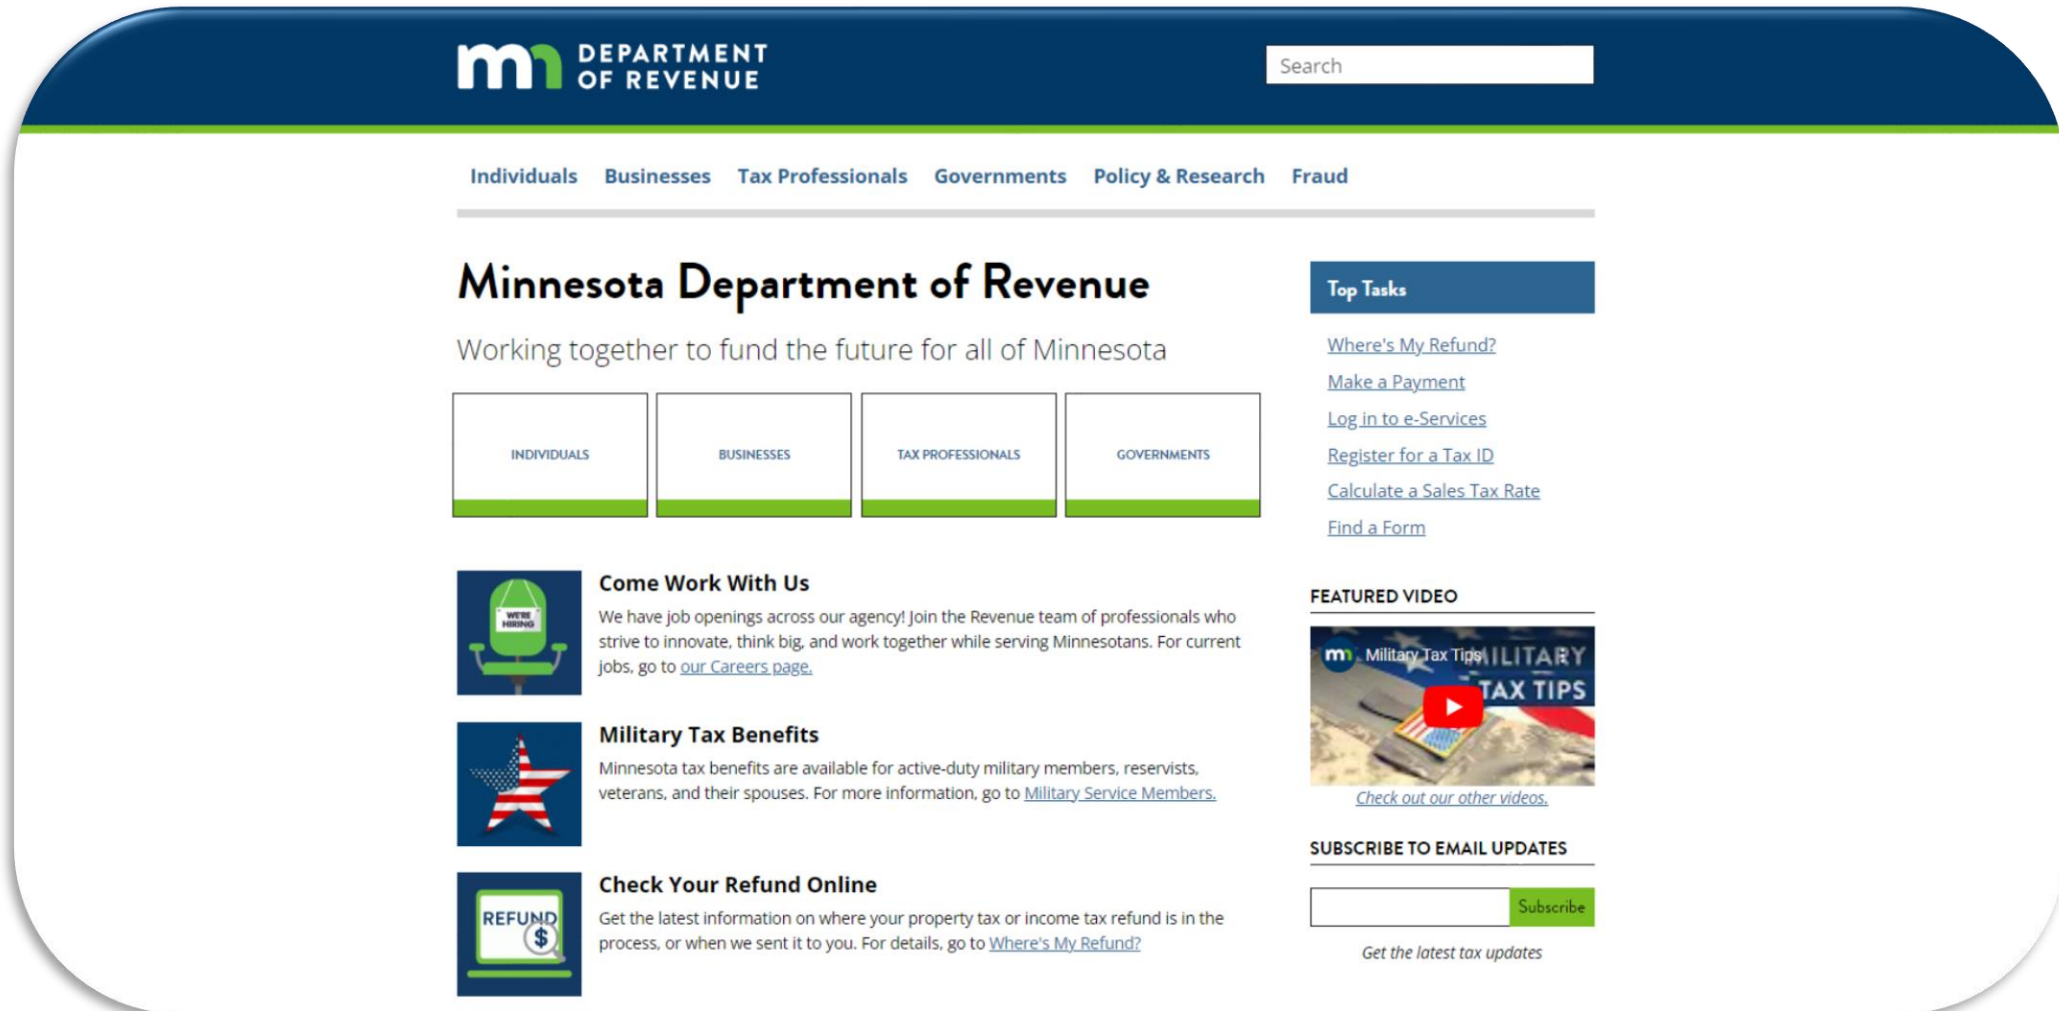 mn DEPARTMENT
OF REVENUE
Search
Individuals Businesses Tax Professionals Governments Policy & Research Fraud
Minnesota Department of Revenue
Working together to fund the future for all of Minnesota
INDIVIDUALS
BUSINESSES
TAX PROFESSIONALS
GOVERNMENTS
WE'RE
HIRING
Come Work With Us
We have job openings across our agency! Join the Revenue team of professionals who
strive to innovate, think big, and work together while serving Minnesotans. For current
jobs, go to our Careers page.
Military Tax Benefits
Minnesota tax benefits are available for active-duty military members, reservists,
veterans, and their spouses. For more information, go to Military Service Members.
REFUND
$
Check Your Refund Online
Get the latest information on where your property tax or income tax refund is in the
process, or when we sent it to you. For details, go to Where's My Refund?
Top Tasks
Where's My Refund?
Make a Payment
Log in to e-Services
Register for a Tax ID
Calculate a Sales Tax Rate
Find a Form
FEATURED VIDEO
mn Military Tax Tips
MILITARY
TAX TIPS
Check out our other videos.
SUBSCRIBE TO EMAIL UPDATES
Subscribe
Get the latest tax updates